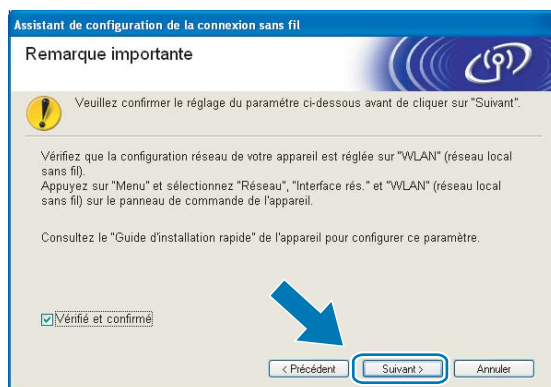 Assistant de configuration de la connexion sans fil
Remarque importante
Veuillez confirmer le réglage du paramétre ci-dessous avant de cliquer sur "Suivant".
Vérifiez que la configuration réseau de votre appareil est réglée sur "WLAN" (réseau local
sans fil).
Appuyez sur "Menu" et sélectionnez "Réseau", "Interface rés." et "WLAN" (réseau local
sans fil) sur le panneau de commande de l'appareil.
Consultez le "Guide d'installation rapide" de l'appareil pour configurer ce paramètre.
Vérifié et confirmé
< Précédent Suivant > Annuler